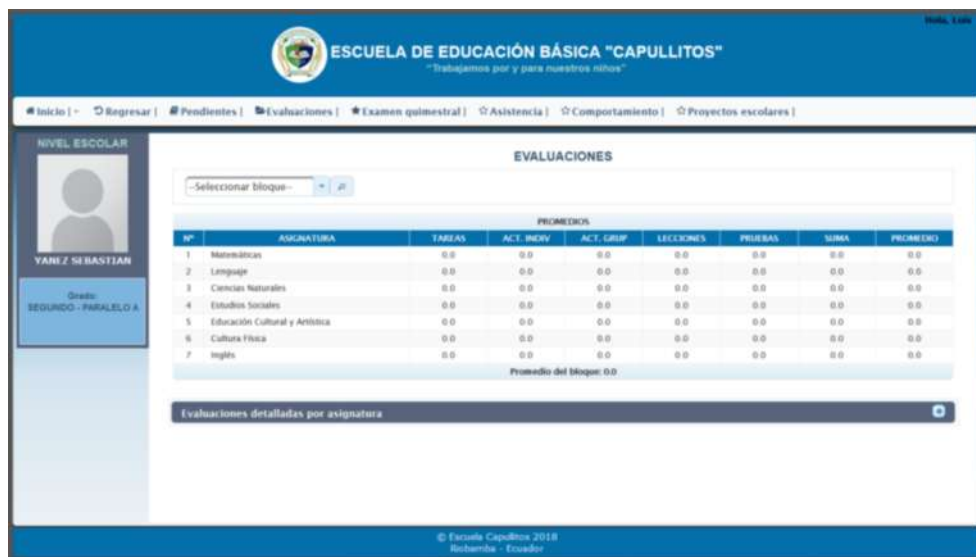 Hola, Luis
ESCUELA DE EDUCACIÓN BÁSICA "CAPULLITOS"
"Trabajamos por y para nuestros niños"
Inicio | Regresar | Pendientes | Evaluaciones | Examen quimestral | Asistencia | Comportamiento | Proyectos escolares |
NIVEL ESCOLAR
YANEZ SEBASTIAN
Grado:
SEGUNDO - PARALELO A
EVALUACIONES
--Seleccionar bloque--
PROMEDIOS
Nº ASIGNATURA TAREAS ACT. INDIV ACT. GRUP LECCIONES PRUEBAS SUMA PROMEDIO
1 Matemáticas 0.0 0.0 0.0 0.0 0.0 0.0 0.0
2 Lenguaje 0.0 0.0 0.0 0.0 0.0 0.0 0.0
3 Ciencias Naturales 0.0 0.0 0.0 0.0 0.0 0.0 0.0
4 Estudios Sociales 0.0 0.0 0.0 0.0 0.0 0.0 0.0
5 Educación Cultural y Artística 0.0 0.0 0.0 0.0 0.0 0.0 0.0
6 Cultura Física 0.0 0.0 0.0 0.0 0.0 0.0 0.0
7 Inglés 0.0 0.0 0.0 0.0 0.0 0.0 0.0
Promedio del bloque: 0.0
Evaluaciones detalladas por asignatura
© Escuela Capullitos 2018
Riobamba - Ecuador